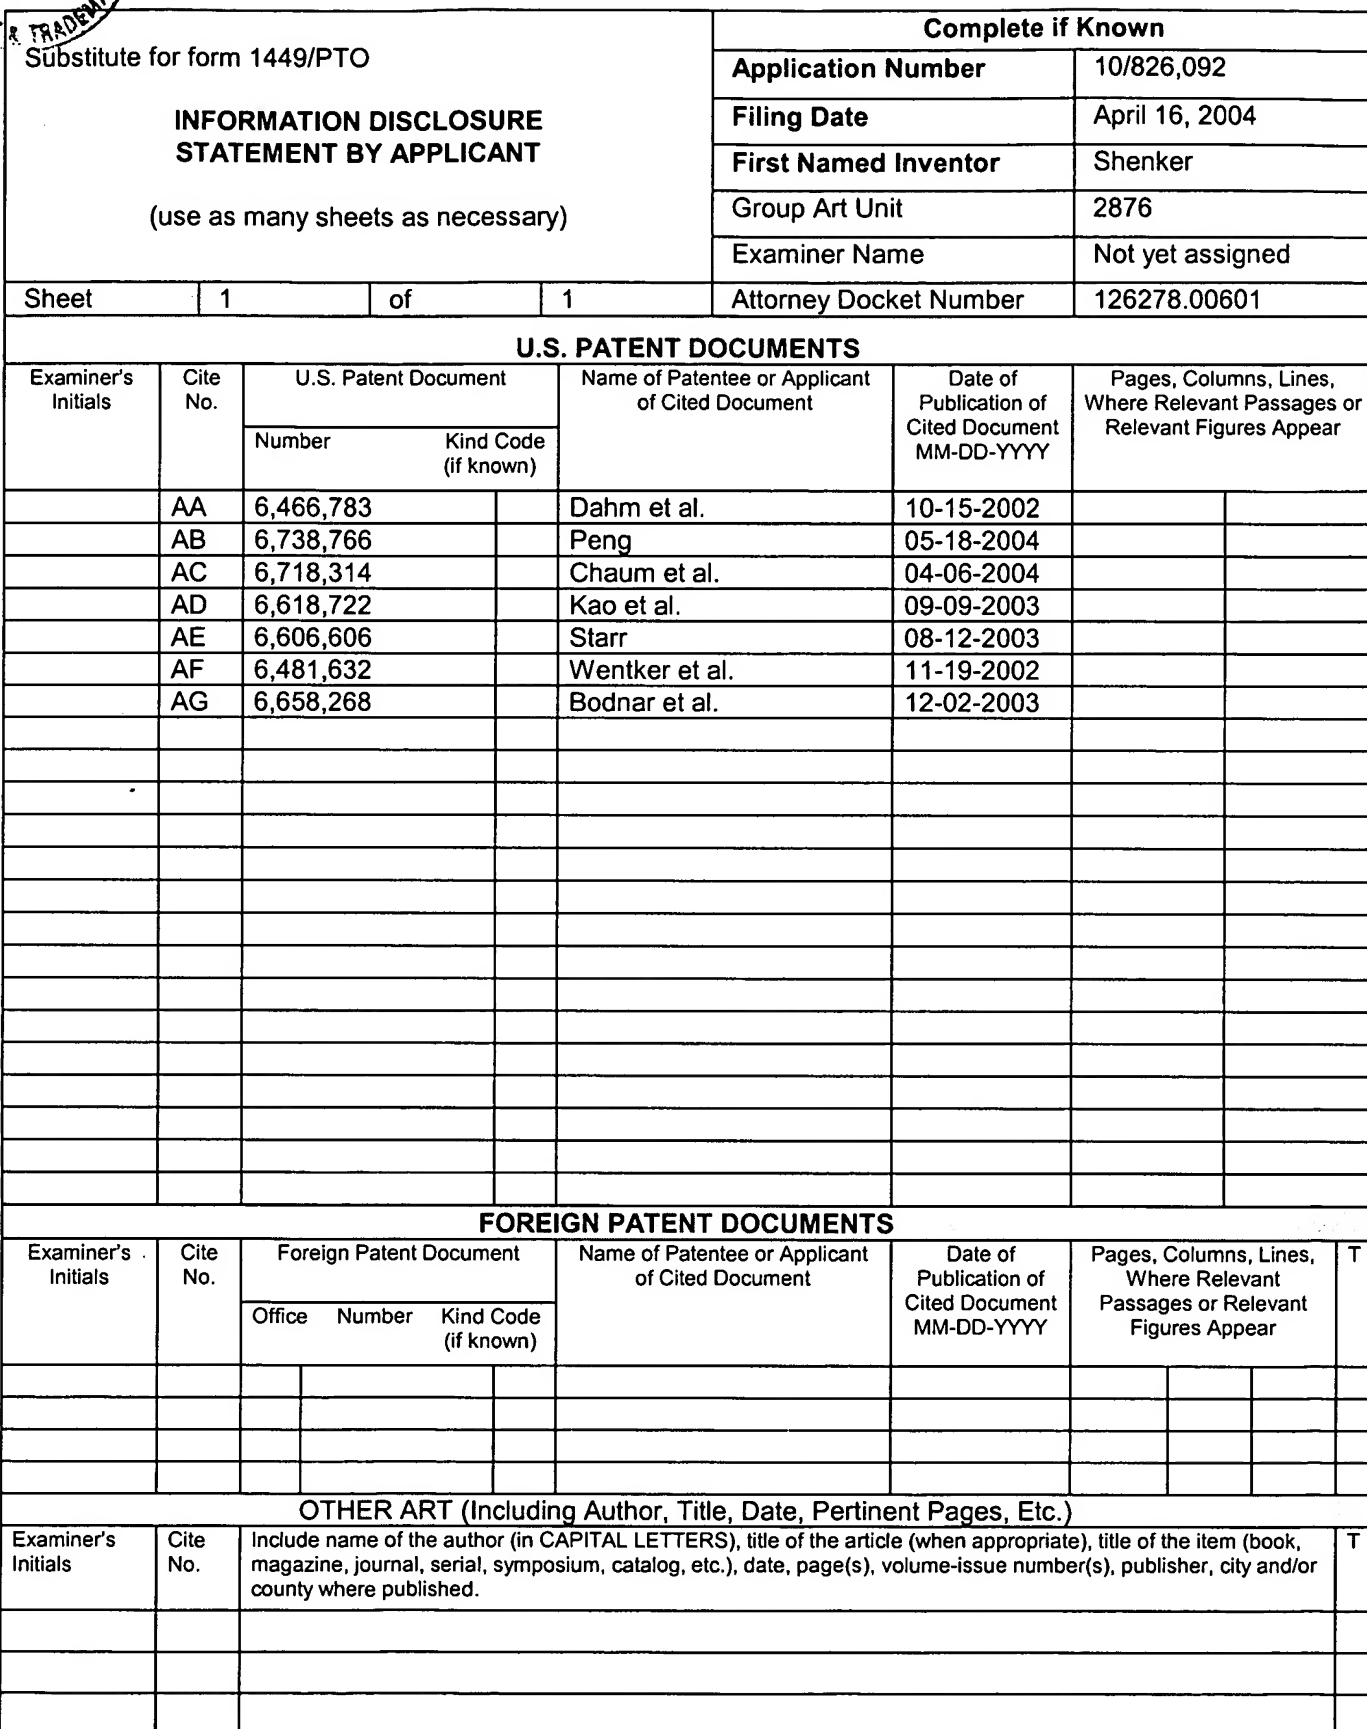 & TRADEM
Substitute for form 1449/PTO
INFORMATION DISCLOSURE
STATEMENT BY APPLICANT
(use as many sheets as necessary)
Sheet 1 of 1
Complete if Known
Application Number 10/826,092
Filing Date April 16, 2004
First Named Inventor Shenker
Group Art Unit 2876
Examiner Name Not yet assigned
Attorney Docket Number 126278.00601
U.S. PATENT DOCUMENTS
Examiner's
Initials
Cite
No.
U.S. Patent Document
Number Kind Code
(if known)
Name of Patentee or Applicant
of Cited Document
Date of
Publication of
Cited Document
MM-DD-YYYY
Pages, Columns, Lines,
Where Relevant Passages or
Relevant Figures Appear
AA 6,466,783 Dahm et al. 10-15-2002
AB 6,738,766 Peng 05-18-2004
AC 6,718,314 Chaum et al. 04-06-2004
AD 6,618,722 Kao et al. 09-09-2003
AE 6,606,606 Starr 08-12-2003
AF 6,481,632 Wentker et al. 11-19-2002
AG 6,658,268 Bodnar et al. 12-02-2003
FOREIGN PATENT DOCUMENTS
Examiner's
Initials
Cite
No.
Foreign Patent Document
Office Number Kind Code
(if known)
Name of Patentee or Applicant
of Cited Document
Date of
Publication of
Cited Document
MM-DD-YYYY
Pages, Columns, Lines,
Where Relevant
Passages or Relevant
Figures Appear
T
OTHER ART (Including Author, Title, Date, Pertinent Pages, Etc.)
Examiner's
Initials
Cite
No.
Include name of the author (in CAPITAL LETTERS), title of the article (when appropriate), title of the item (book,
magazine, journal, serial, symposium, catalog, etc.), date, page(s), volume-issue number(s), publisher, city and/or
county where published.
T